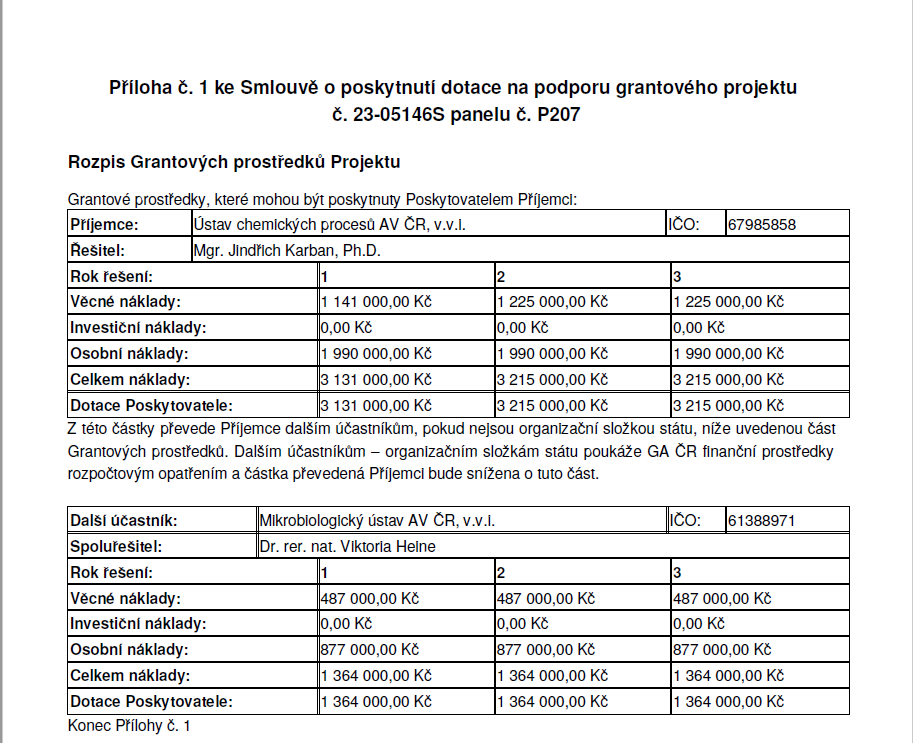 Příloha č. 1 ke Smlouvě o poskytnutí dotace na podporu grantového projektu
č. 23-05146S panelu č. P207
Rozpis Grantových prostředků Projektu
Grantové prostředky, které mohou být poskytnuty Poskytovatelem Příjemci:
Příjemce: Ústav chemických procesů AV ČR, v.v.i. IČO: 67985858
Řešitel: Mgr. Jindřich Karban, Ph.D.
Rok řešení: 1 2 3
Věcné náklady: 1 141 000,00 Kč 1 225 000,00 Kč 1 225 000,00 Kč
Investiční náklady: 0,00 Kč 0,00 Kč 0,00 Kč
Osobní náklady: 1 990 000,00 Kč 1 990 000,00 Kč 1 990 000,00 Kč
Celkem náklady: 3 131 000,00 Kč 3 215 000,00 Kč 3 215 000,00 Kč
Dotace Poskytovatele: 3 131 000,00 Kč 3 215 000,00 Kč 3 215 000,00 Kč
Z této částky převede Příjemce dalším účastníkům, pokud nejsou organizační složkou státu, níže uvedenou část
Grantových prostředků. Dalším účastníkům – organizačním složkám státu poukáže GA ČR finanční prostředky
rozpočtovým opatřením a částka převedená Příjemci bude snížena o tuto část.
Další účastník: Mikrobiologický ústav AV ČR, v.v.i. IČO: 61388971
Spoluřešitel: Dr. rer. nat. Viktoria Heine
Rok řešení: 1 2 3
Věcné náklady: 487 000,00 Kč 487 000,00 Kč 487 000,00 Kč
Investiční náklady: 0,00 Kč 0,00 Kč 0,00 Kč
Osobní náklady: 877 000,00 Kč 877 000,00 Kč 877 000,00 Kč
Celkem náklady: 1 364 000,00 Kč 1 364 000,00 Kč 1 364 000,00 Kč
Dotace Poskytovatele: 1 364 000,00 Kč 1 364 000,00 Kč 1 364 000,00 Kč
Konec Přílohy č. 1